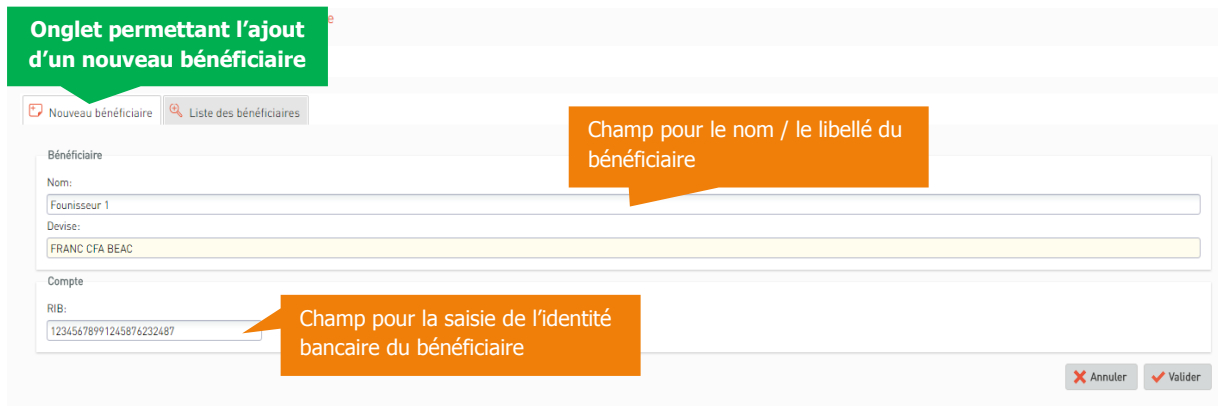 Onglet permettant l’ajout
d’un nouveau bénéficiaire
Nouveau bénéficiaire
Liste des bénéficiaires
Champ pour le nom / le libellé du
bénéficiaire
Bénéficiaire
Nom:
Founisseur 1
Devise:
FRANC CFA BEAC
Compte
RIB:
12345678991245876232487
Champ pour la saisie de l’identité
bancaire du bénéficiaire
Annuler
Valider